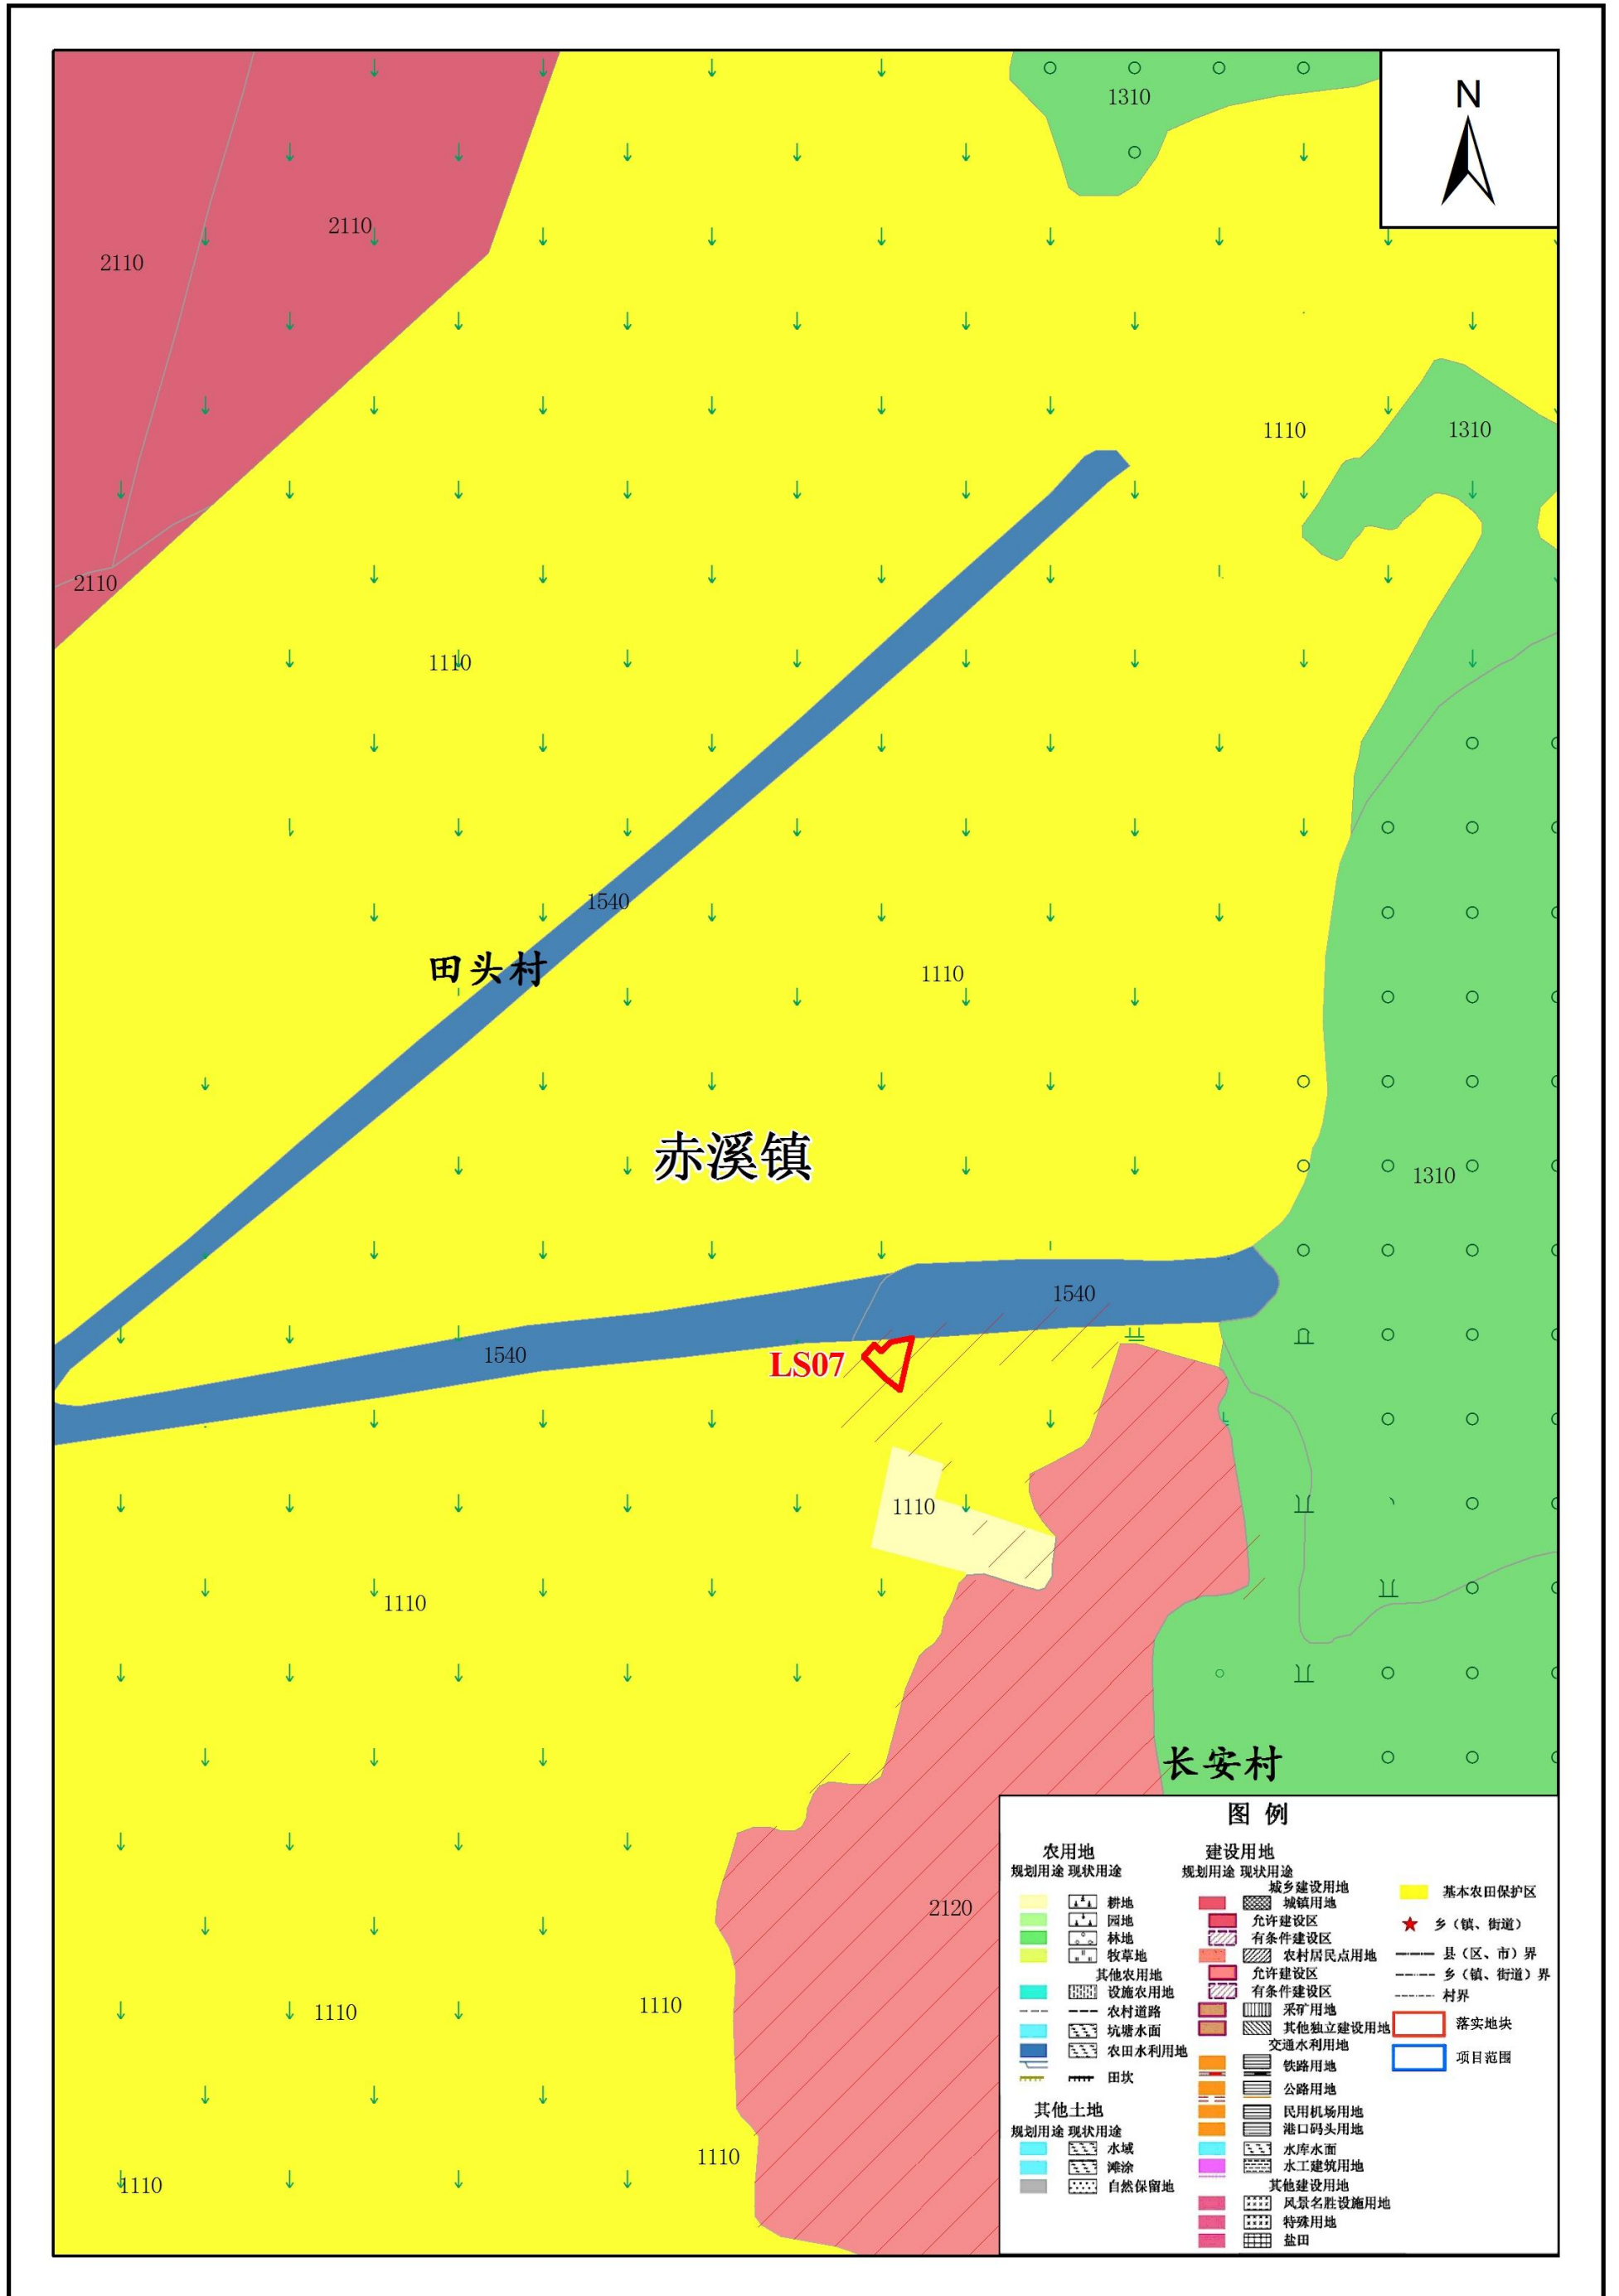 N
1310
2110
2110
1110
1310
2110
1110
1540
田头村
1110
赤溪镇
1310
1540
1540
LS07
1110
1110
长安村
2120
1110
1110
1110
1110
图 例
农用地
规划用途 现状用途
耕地
园地
林地
牧草地
其他农用地
设施农用地
农村道路
坑塘水面
农田水利用地
田坎
其他土地
规划用途 现状用途
水域
滩涂
自然保留地
建设用地
规划用途 现状用途
城乡建设用地
城镇用地
允许建设区
有条件建设区
农村居民点用地
允许建设区
有条件建设区
采矿用地
其他独立建设用地
交通水利用地
铁路用地
公路用地
民用机场用地
港口码头用地
水库水面
水工建筑用地
其他建设用地
风景名胜设施用地
特殊用地
盐田
基本农田保护区
乡（镇、街道）
县（区、市）界
乡（镇、街道）界
村界
落实地块
项目范围